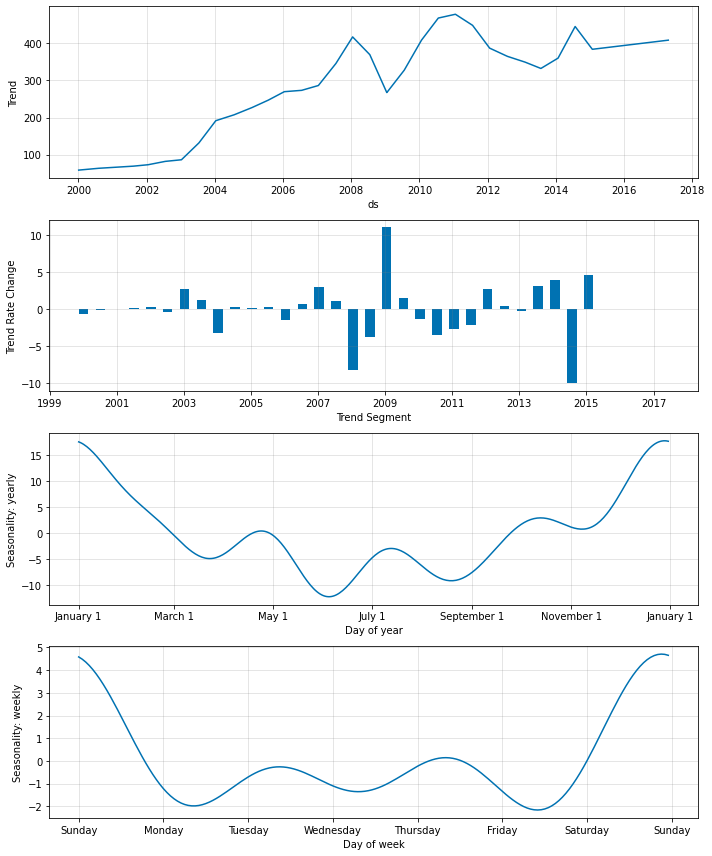 Trend
400
300
200
100
2000 2002 2004 2006 2008 2010 2012 2014 2016 2018
ds
Trend Rate Change
10
5
0
−5
−10
1999 2001 2003 2005 2007 2009 2011 2013 2015 2017
Trend Segment
Seasonality: yearly
15
10
5
0
−5
−10
January 1 March 1 May 1 July 1 September 1 November 1 January 1
Day of year
Seasonality: weekly
5
4
3
2
1
0
−1
−2
Sunday Monday Tuesday Wednesday Thursday Friday Saturday Sunday
Day of week